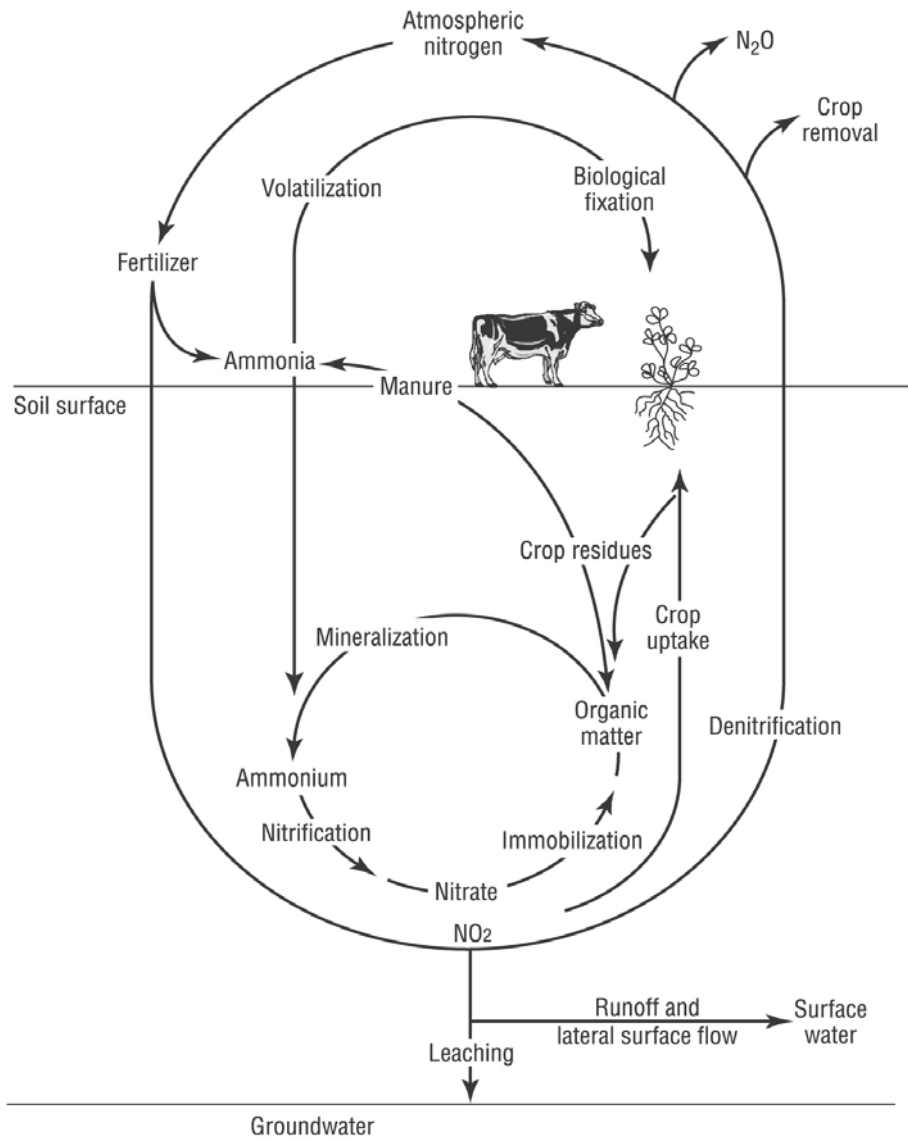 Atmospheric
nitrogen
N₂O
Crop
removal
Volatilization
Biological
fixation
Fertilizer
Ammonia
Manure
Soil surface
Crop residues
Crop
uptake
Mineralization
Organic
matter
Denitrification
Ammonium
Nitrification
Immobilization
Nitrate
NO₂
Runoff and
lateral surface flow
Surface
water
Leaching
Groundwater